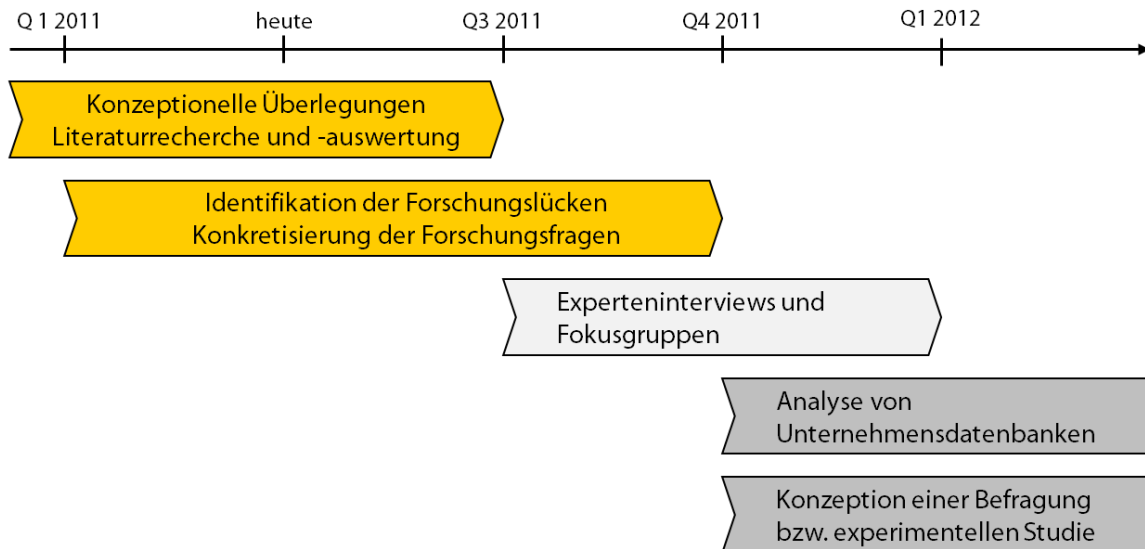 Q 1 2011 heute Q3 2011 Q4 2011 Q1 2012
Konzeptionelle Überlegungen
Literaturrecherche und -auswertung
Identifikation der Forschungslücken
Konkretisierung der Forschungsfragen
Experteninterviews und
Fokusgruppen
Analyse von
Unternehmensdatenbanken
Konzeption einer Befragung
bzw. experimentellen Studie